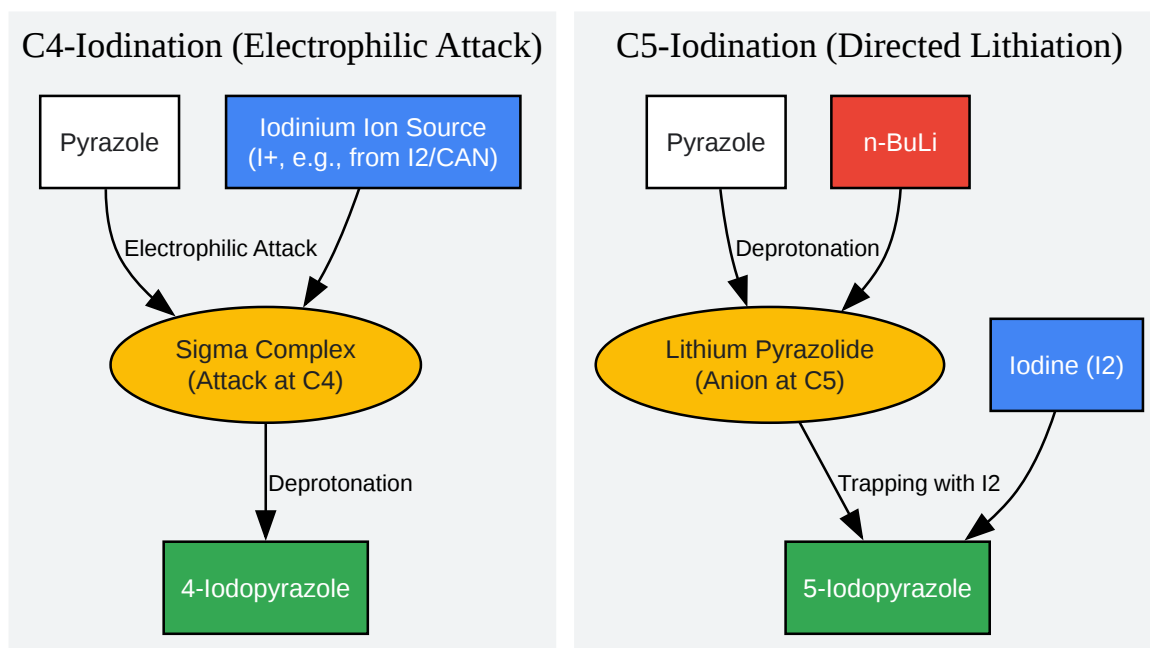 C4-Iodination (Electrophilic Attack)
Pyrazole
Iodinium Ion Source
(I+, e.g., from I2/CAN)
Electrophilic Attack
Sigma Complex
(Attack at C4)
Deprotonation
4-Iodopyrazole
C5-Iodination (Directed Lithiation)
Pyrazole
n-BuLi
Deprotonation
Lithium Pyrazolide
(Anion at C5)
Iodine (I2)
Trapping with I2
5-Iodopyrazole